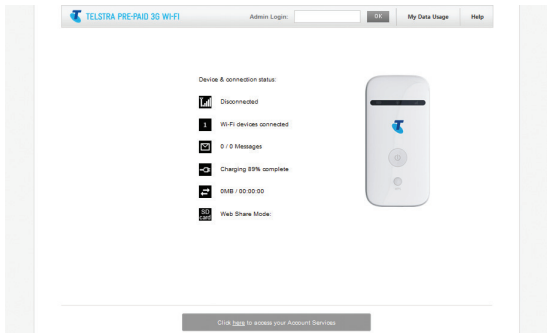 TELSTRA PRE-PAID 3G WI-FI
Admin Login:
OK
My Data Usage
Help
Device & connection status:
Disconnected
1 Wi-Fi devices connected
0 / 0 Messages
Charging 89% complete
0MB / 00:00:00
SD card Web Share Mode:
Click here to access your Account Services